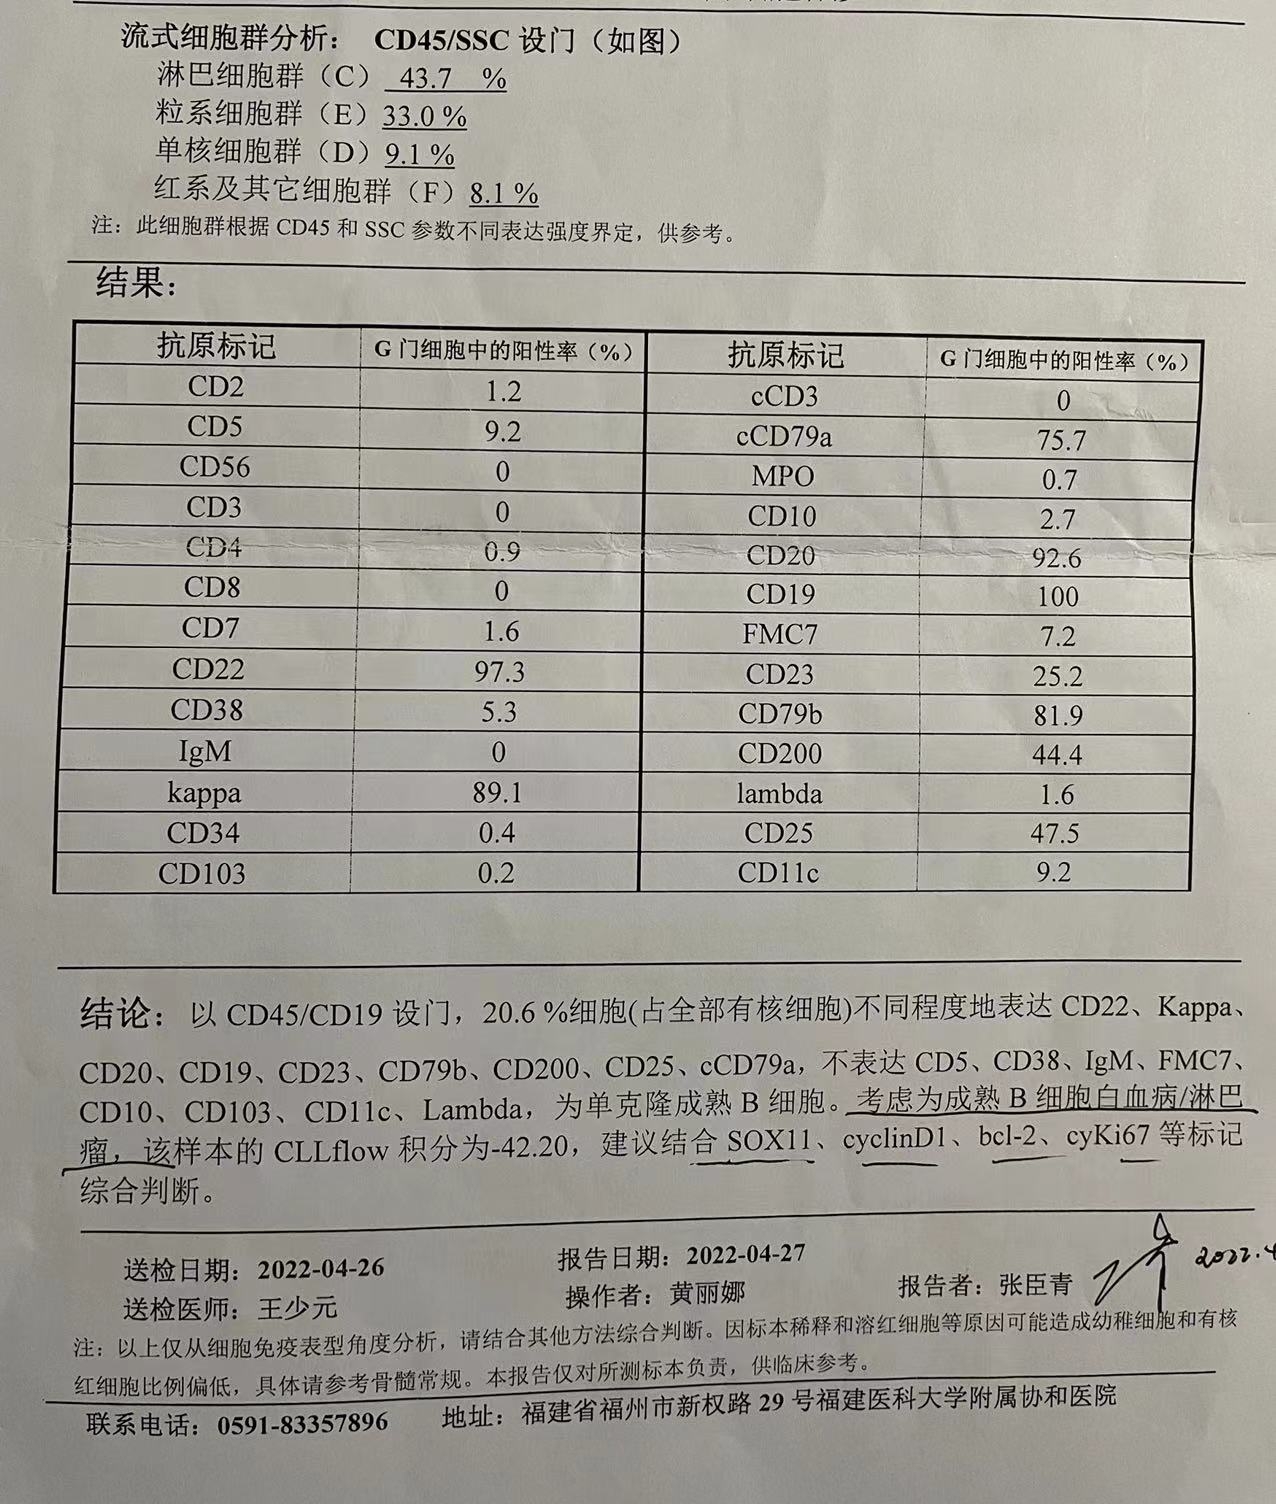 流式细胞群分析： CD45/SSC 设门（如图）
淋巴细胞群（C） 43.7 %
粒系细胞群（E）33.0 %
单核细胞群（D）9.1 %
红系及其它细胞群（F）8.1 %
注：此细胞群根据 CD45 和 SSC 参数不同表达强度界定，供参考。
结果：
抗原标记 G 门细胞中的阳性率（%） 抗原标记 G 门细胞中的阳性率（%）
CD2 1.2 cCD3 0
CD5 9.2 cCD79a 75.7
CD56 0 MPO 0.7
CD3 0 CD10 2.7
CD4 0.9 CD20 92.6
CD8 0 CD19 100
CD7 1.6 FMC7 7.2
CD22 97.3 CD23 25.2
CD38 5.3 CD79b 81.9
IgM 0 CD200 44.4
kappa 89.1 lambda 1.6
CD34 0.4 CD25 47.5
CD103 0.2 CD11c 9.2
结论： 以 CD45/CD19 设门，20.6 %细胞(占全部有核细胞)不同程度地表达 CD22、Kappa、
CD20、CD19、CD23、CD79b、CD200、CD25、cCD79a，不表达 CD5、CD38、IgM、FMC7、
CD10、CD103、CD11c、Lambda，为单克隆成熟 B 细胞。考虑为成熟 B 细胞白血病/淋巴
瘤，该样本的 CLLflow 积分为-42.20，建议结合 SOX11、cyclinD1、bcl-2、cyKi67 等标记
综合判断。
送检日期：2022-04-26 报告日期：2022-04-27
送检医师：王少元 操作者：黄丽娜 报告者：张臣青 2022.4
注：以上仅从细胞免疫表型角度分析，请结合其他方法综合判断。因标本稀释和溶红细胞等原因可能造成幼稚细胞和有核
红细胞比例偏低，具体请参考骨髓常规。本报告仅对所测标本负责，供临床参考。
联系电话：0591-83357896 地址：福建省福州市新权路 29 号福建医科大学附属协和医院